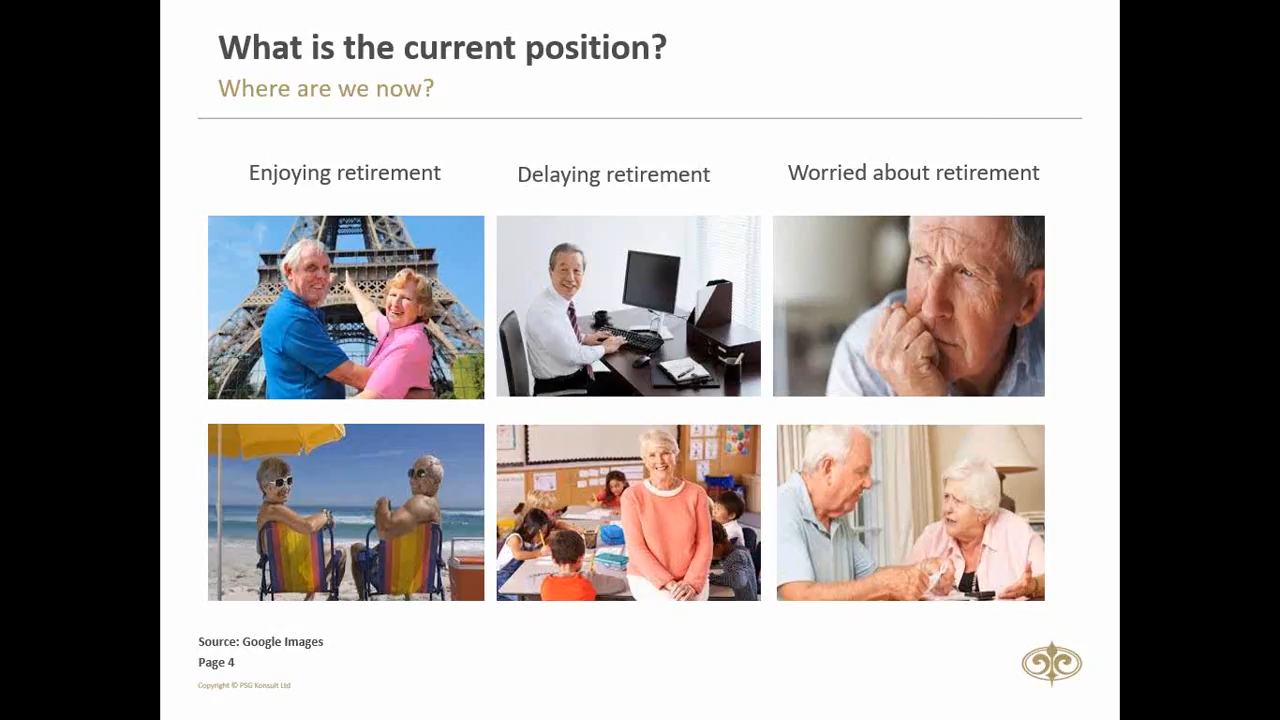 What is the current position?
Where are we now?
Enjoying retirement
Delaying retirement
Worried about retirement
Source: Google Images
Page 4
Copyright © PSG Konsult Ltd